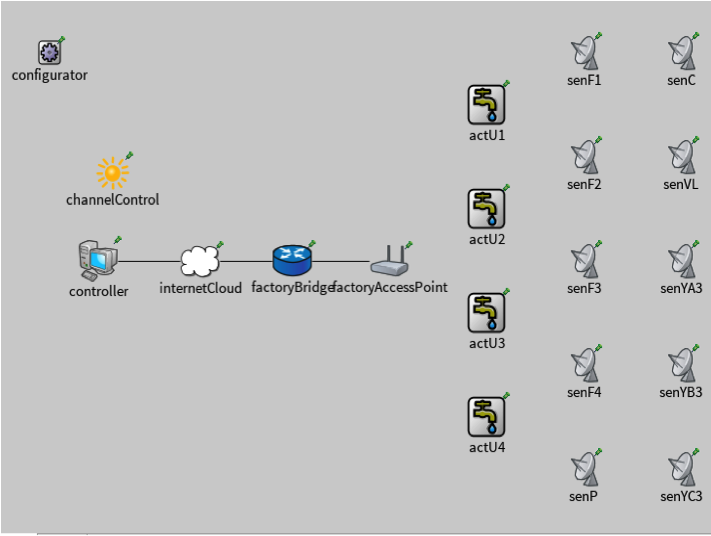 configurator
channelControl
controller
internetCloud
factoryBridge
factoryAccessPoint
actU1
actU2
actU3
actU4
senF1
senC
senF2
senVL
senF3
senYA3
senF4
senYB3
senP
senYC3